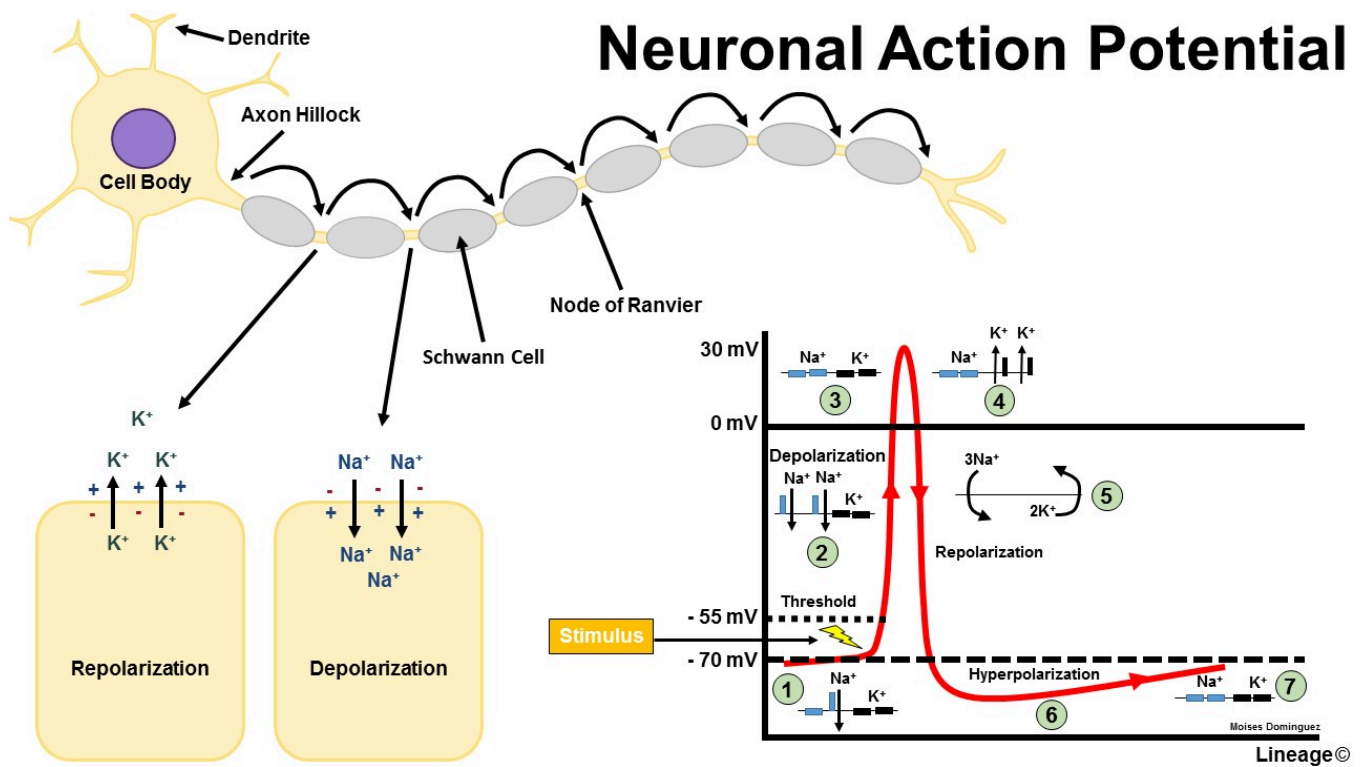 Neuronal Action Potential
Dendrite
Axon Hillock
Cell Body
Node of Ranvier
Schwann Cell
K⁺
K⁺ K⁺
+ + +
- - -
K⁺ K⁺
Repolarization
Na⁺ Na⁺
- - -
+ + +
Na⁺ Na⁺
Na⁺
Depolarization
30 mV
Na⁺ K⁺
3
K⁺ K⁺
Na⁺
4
0 mV
Depolarization
Na⁺ Na⁺
K⁺
2
3Na⁺
2K⁺
5
Repolarization
Threshold
- 55 mV
Stimulus
- 70 mV
1
Na⁺
K⁺
Hyperpolarization
6
Na⁺ K⁺
7
Moises Dominguez
Lineage©